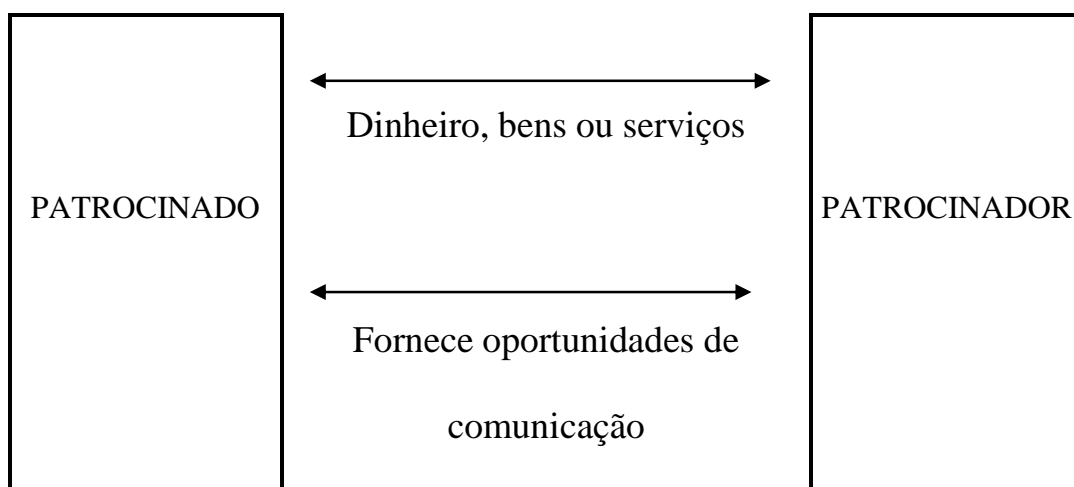 Dinheiro, bens ou serviços
PATROCINADO
PATROCINADOR
Fornece oportunidades de
comunicação